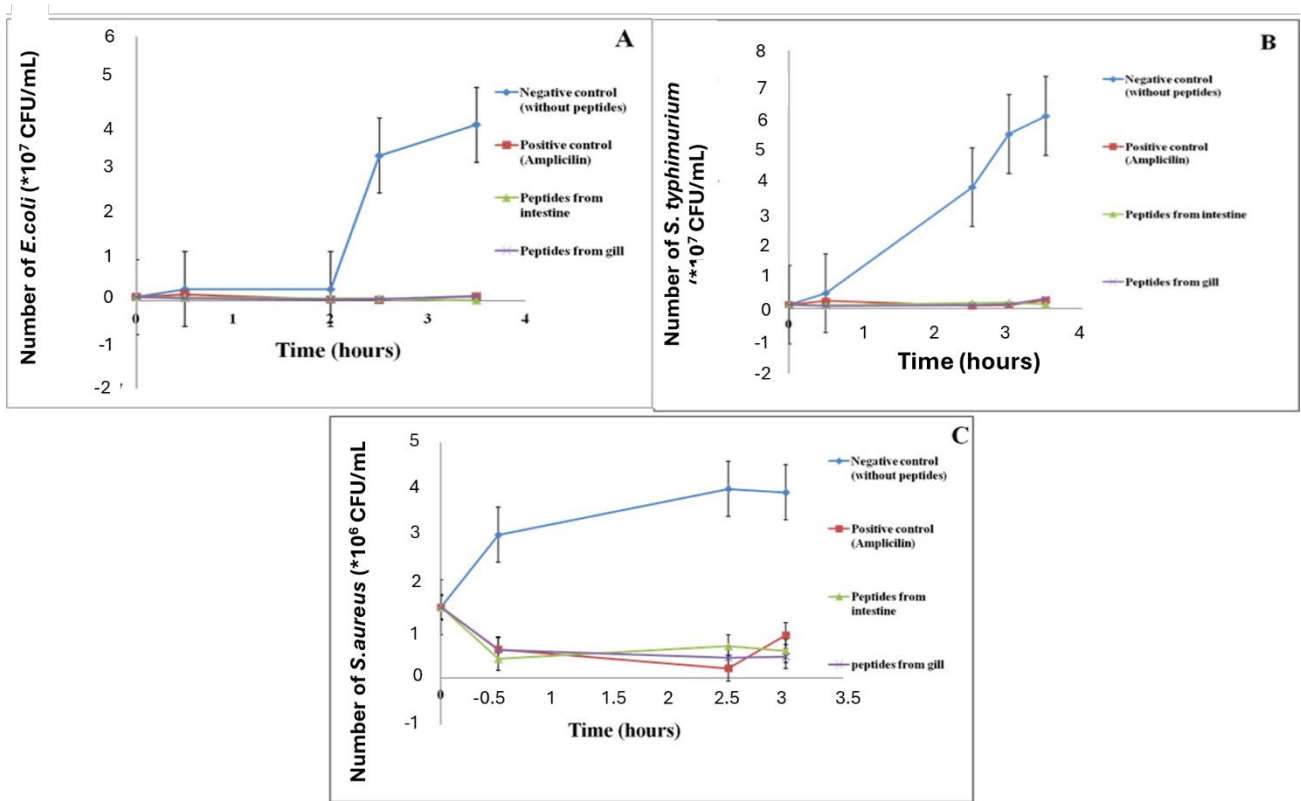 A
Number of E.coli (*10⁷ CFU/mL)
6
5
4
3
2
1
0
-1
-2
0
1
2
3
4
Time (hours)
Negative control
(without peptides)
Positive control
(Amplicilin)
Peptides from
intestine
Peptides from gill
B
Number of S. typhimurium
(*10⁷ CFU/mL)
8
7
6
5
4
3
2
1
0
-1
-2
0
1
2
3
4
Time (hours)
Negative control
(without peptides)
Positive control
(Amplicilin)
Peptides from intestine
Peptides from gill
C
Number of S.aureus (*10⁶ CFU/mL
5
4
3
2
1
0
-1
0
-0.5
1
1.5
2
2.5
3
3.5
Time (hours)
Negative control
(without peptides)
Positive control
(Amplicilin)
Peptides from
intestine
peptides from gill